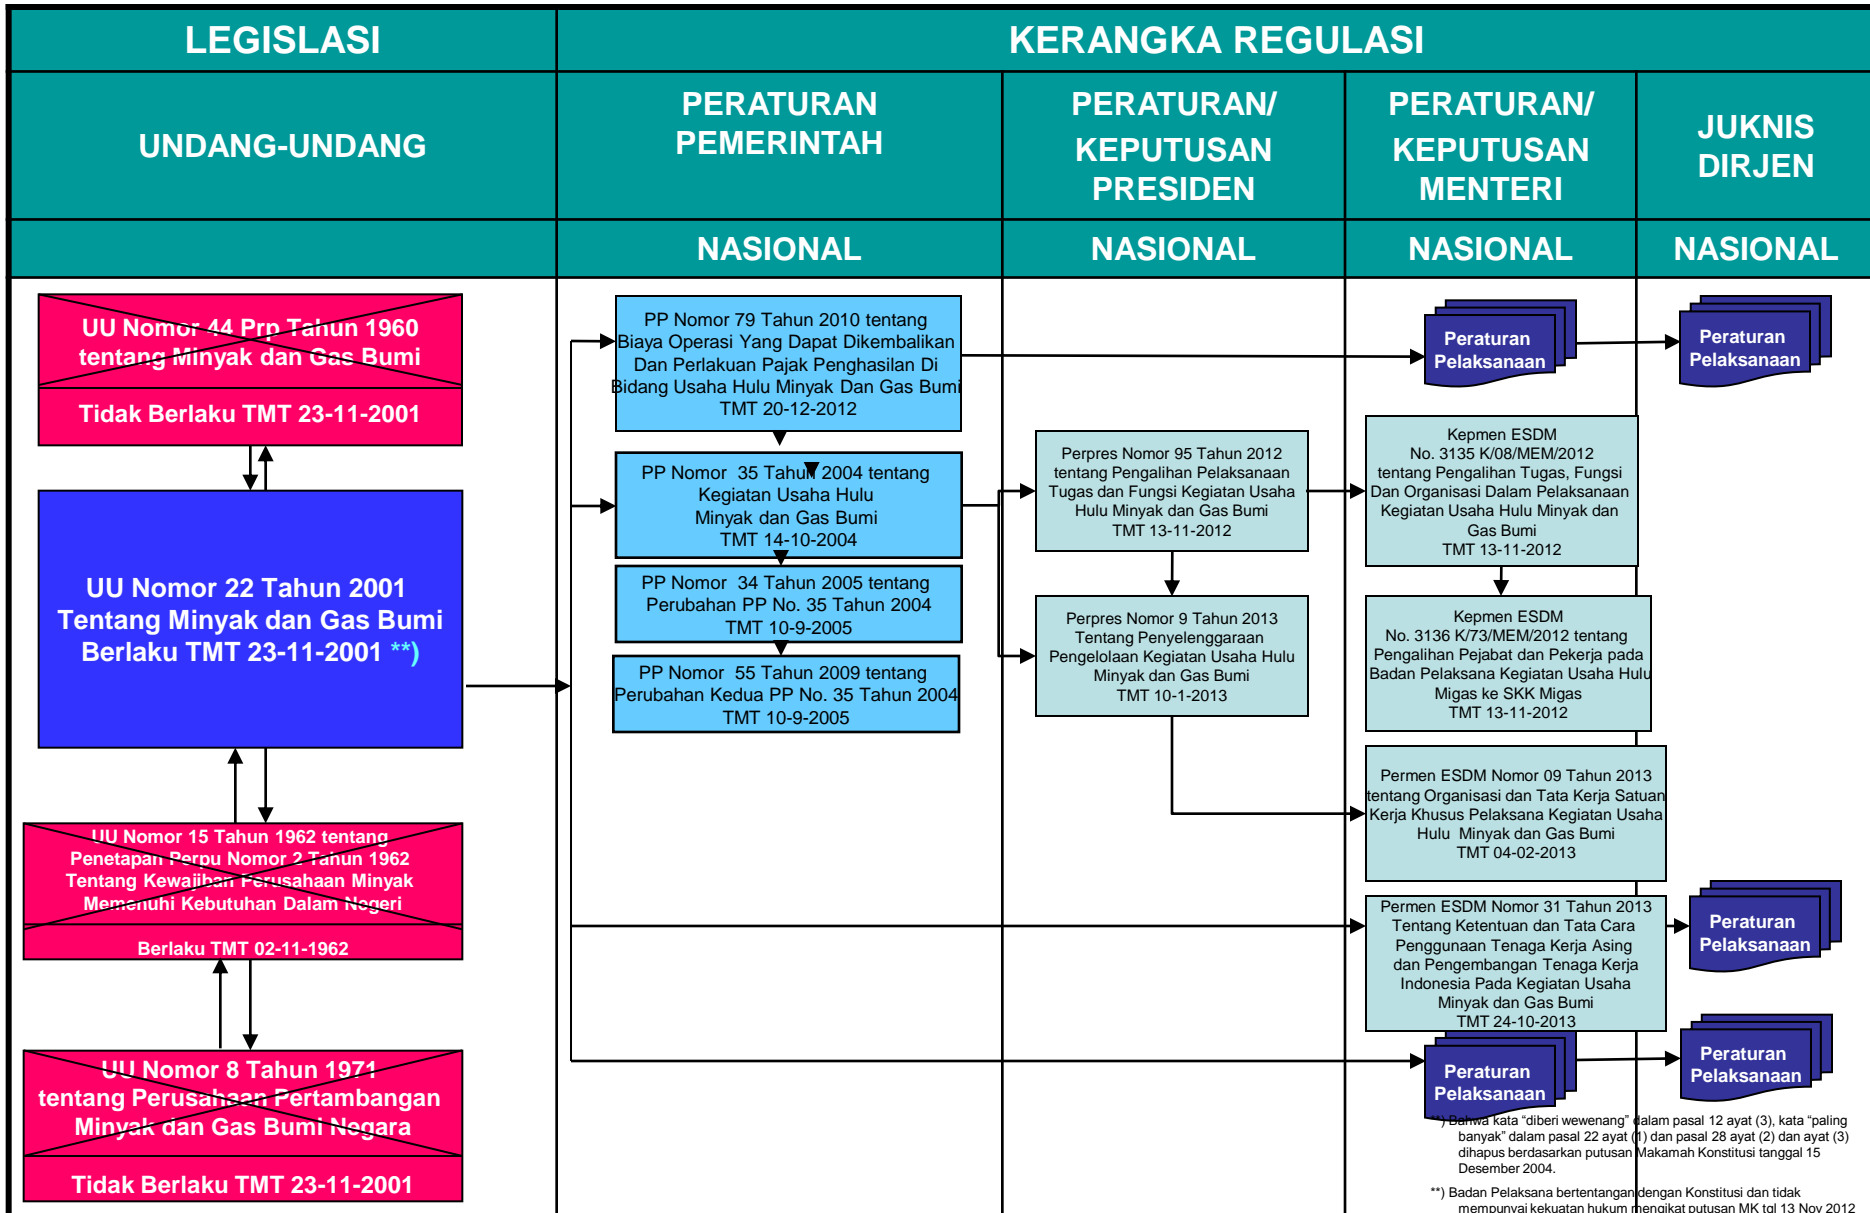 LEGISLASI
KERANGKA REGULASI
UNDANG-UNDANG
PERATURAN
PEMERINTAH
PERATURAN/
KEPUTUSAN
PRESIDEN
PERATURAN/
KEPUTUSAN
MENTERI
JUKNIS
DIRJEN
NASIONAL
NASIONAL
NASIONAL
NASIONAL
UU Nomor 44 Prp Tahun 1960
tentang Minyak dan Gas Bumi
Tidak Berlaku TMT 23-11-2001
UU Nomor 22 Tahun 2001
Tentang Minyak dan Gas Bumi
Berlaku TMT 23-11-2001 **)
UU Nomor 15 Tahun 1962 tentang
Penetapan Perpu Nomor 2 Tahun 1962
Tentang Kewajiban Perusahaan Minyak
Memenuhi Kebutuhan Dalam Negeri
Berlaku TMT 02-11-1962
UU Nomor 8 Tahun 1971
tentang Perusahaan Pertambangan
Minyak dan Gas Bumi Negara
Tidak Berlaku TMT 23-11-2001
PP Nomor 79 Tahun 2010 tentang
Biaya Operasi Yang Dapat Dikembalikan
Dan Perlakuan Pajak Penghasilan Di
Bidang Usaha Hulu Minyak Dan Gas Bumi
TMT 20-12-2012
PP Nomor 35 Tahun 2004 tentang
Kegiatan Usaha Hulu
Minyak dan Gas Bumi
TMT 14-10-2004
PP Nomor 34 Tahun 2005 tentang
Perubahan PP No. 35 Tahun 2004
TMT 10-9-2005
PP Nomor 55 Tahun 2009 tentang
Perubahan Kedua PP No. 35 Tahun 2004
TMT 10-9-2005
Perpres Nomor 95 Tahun 2012
tentang Pengalihan Pelaksanaan
Tugas dan Fungsi Kegiatan Usaha
Hulu Minyak dan Gas Bumi
TMT 13-11-2012
Perpres Nomor 9 Tahun 2013
Tentang Penyelenggaraan
Pengelolaan Kegiatan Usaha Hulu
Minyak dan Gas Bumi
TMT 10-1-2013
Peraturan
Pelaksanaan
Peraturan
Pelaksanaan
Kepmen ESDM
No. 3135 K/08/MEM/2012
tentang Pengalihan Tugas, Fungsi
Dan Organisasi Dalam Pelaksanaan
Kegiatan Usaha Hulu Minyak dan
Gas Bumi
TMT 13-11-2012
Kepmen ESDM
No. 3136 K/73/MEM/2012 tentang
Pengalihan Pejabat dan Pekerja pada
Badan Pelaksana Kegiatan Usaha Hulu
Migas ke SKK Migas
TMT 13-11-2012
Permen ESDM Nomor 09 Tahun 2013
tentang Organisasi dan Tata Kerja Satuan
Kerja Khusus Pelaksana Kegiatan Usaha
Hulu Minyak dan Gas Bumi
TMT 04-02-2013
Permen ESDM Nomor 31 Tahun 2013
Tentang Ketentuan dan Tata Cara
Penggunaan Tenaga Kerja Asing
dan Pengembangan Tenaga Kerja
Indonesia Pada Kegiatan Usaha
Minyak dan Gas Bumi
TMT 24-10-2013
Peraturan
Pelaksanaan
Peraturan
Pelaksanaan
Peraturan
Pelaksanaan
**) Bahwa kata “diberi wewenang” dalam pasal 12 ayat (3), kata “paling
banyak” dalam pasal 22 ayat (1) dan pasal 28 ayat (2) dan ayat (3)
dihapus berdasarkan putusan Makamah Konstitusi tanggal 15
Desember 2004.
**) Badan Pelaksana bertentangan dengan Konstitusi dan tidak
mempunyai kekuatan hukum mengikat putusan MK tgl 13 Nov 2012